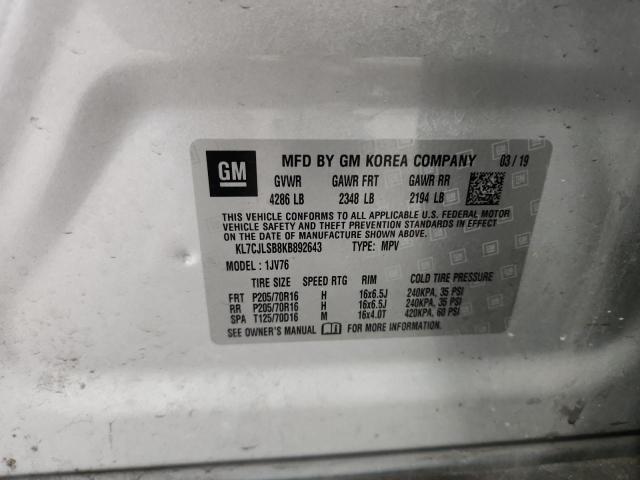 GM
MFD BY GM KOREA COMPANY 03/19
GVWR GAWR FRT GAWR RR
4286 LB 2348 LB 2194 LB
THIS VEHICLE CONFORMS TO ALL APPLICABLE U.S. FEDERAL MOTOR
VEHICLE SAFETY AND THEFT PREVENTION STANDARDS IN EFFECT
ON THE DATE OF MANUFACTURE SHOWN ABOVE.
KL7CJLSB8KB892643 TYPE: MPV
MODEL: 1JV76
TIRE SIZE SPEED RTG RIM COLD TIRE PRESSURE
FRT P205/70R16 H 16x6.5J 240KPA, 35 PSI
RR P205/70R16 H 16x6.5J 240KPA, 35 PSI
SPA T125/70D16 M 16x4.0T 420KPA, 60 PSI
SEE OWNER'S MANUAL FOR MORE INFORMATION.